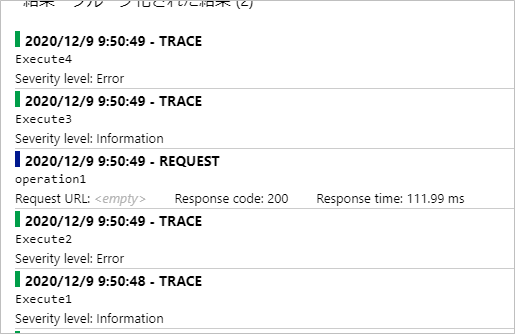 2020/12/9 9:50:49 - TRACE
Execute4
Severity level: Error
2020/12/9 9:50:49 - TRACE
Execute3
Severity level: Information
2020/12/9 9:50:49 - REQUEST
operation1
Request URL: <empty> Response code: 200 Response time: 111.99 ms
2020/12/9 9:50:49 - TRACE
Execute2
Severity level: Error
2020/12/9 9:50:48 - TRACE
Execute1
Severity level: Information